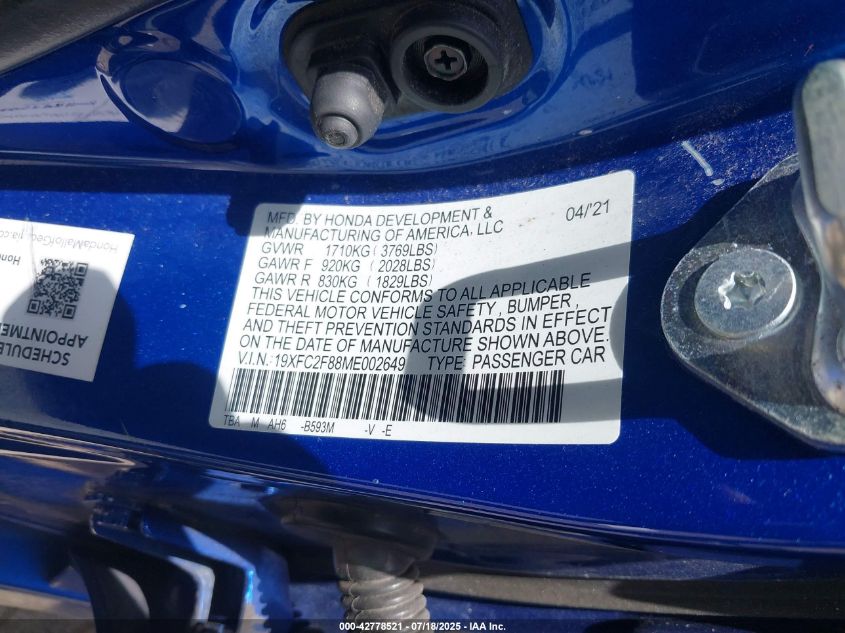 MFD. BY HONDA DEVELOPMENT & 04/'21
MANUFACTURING OF AMERICA, LLC
GVWR 1710KG (3769LBS)
GAWR F 920KG (2028LBS)
GAWR R 830KG (1829LBS)
THIS VEHICLE CONFORMS TO ALL APPLICABLE
FEDERAL MOTOR VEHICLE SAFETY, BUMPER,
AND THEFT PREVENTION STANDARDS IN EFFECT
ON THE DATE OF MANUFACTURE SHOWN ABOVE.
V.I.N.: 19XFC2F88ME002649 TYPE: PASSENGER CAR
TBA M AH6 -B593M -V -E
SCHEDULE
APPOINTMEN
000-42778521 - 07/18/2025 - IAA Inc.